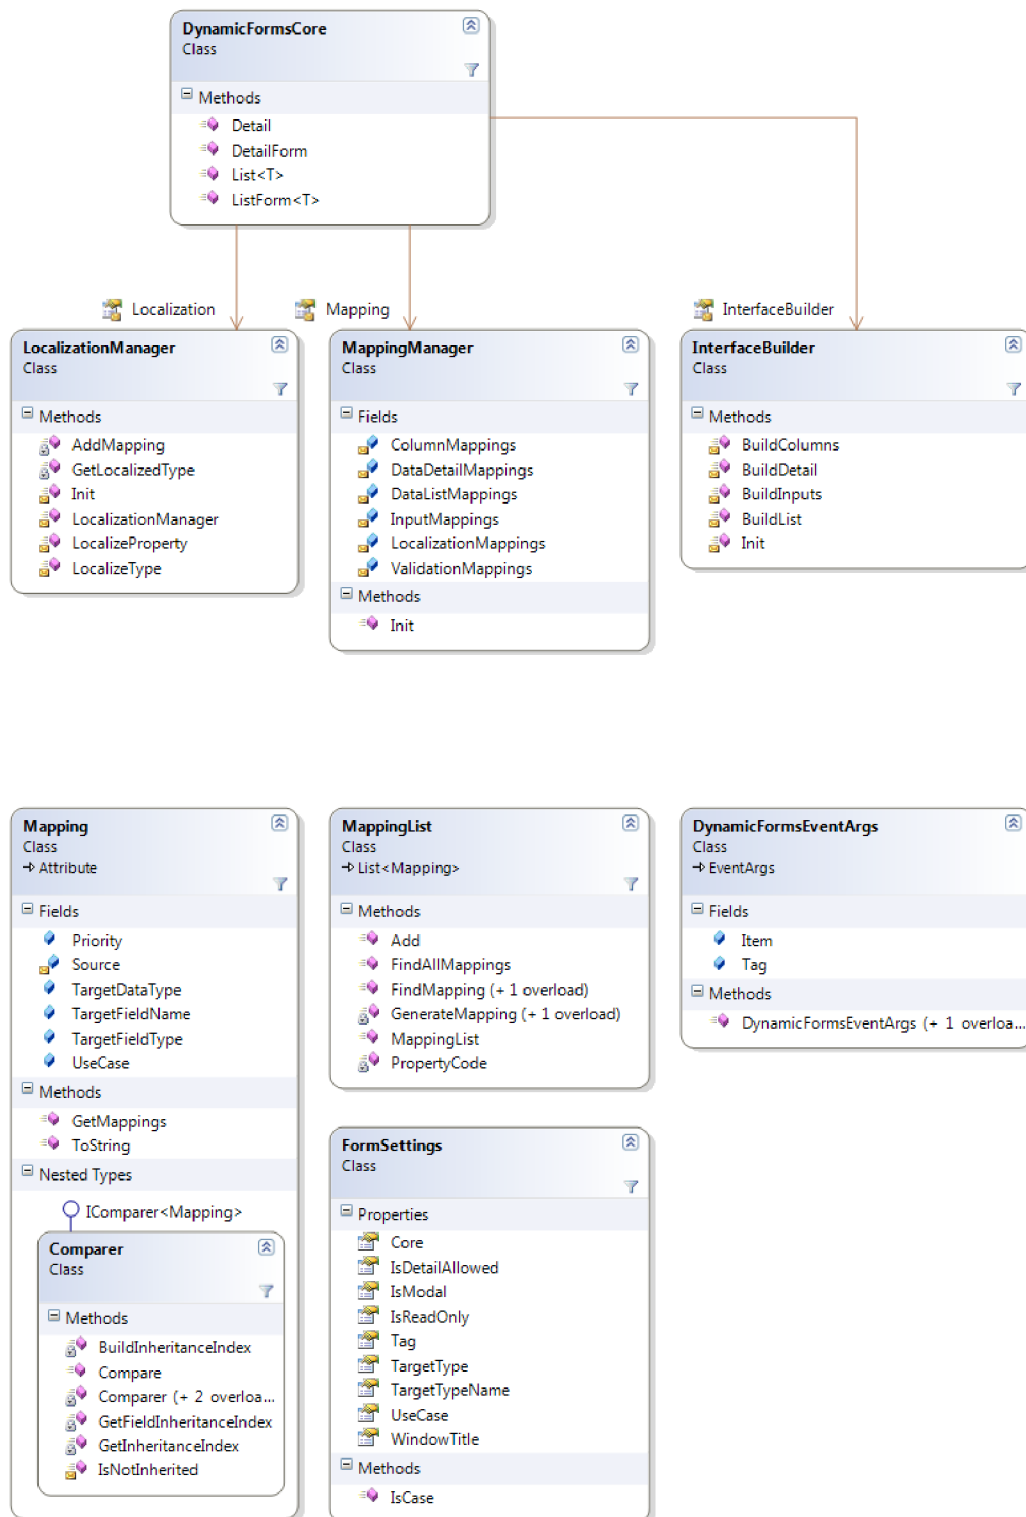 DynamicFormsCore
Class
Methods
Detail
DetailForm
List<T>
ListForm<T>
Localization
Mapping
InterfaceBuilder
LocalizationManager
Class
Methods
AddMapping
GetLocalizedType
Init
LocalizationManager
LocalizeProperty
LocalizeType
MappingManager
Class
Fields
ColumnMappings
DataDetailMappings
DataListMappings
InputMappings
LocalizationMappings
ValidationMappings
Methods
Init
InterfaceBuilder
Class
Methods
BuildColumns
BuildDetail
BuildInputs
BuildList
Init
Mapping
Class
Attribute
Fields
Priority
Source
TargetDataType
TargetFieldName
TargetFieldType
UseCase
Methods
GetMappings
ToString
Nested Types
IComparer<Mapping>
Comparer
Class
Methods
BuildInheritanceIndex
Compare
Comparer (+ 2 overloa...
GetFieldInheritanceIndex
GetInheritanceIndex
IsNotInherited
MappingList
Class
List<Mapping>
Methods
Add
FindAllMappings
FindMapping (+ 1 overload)
GenerateMapping (+ 1 overload)
MappingList
PropertyCode
FormSettings
Class
Properties
Core
IsDetailAllowed
IsModal
IsReadOnly
Tag
TargetType
TargetTypeName
UseCase
WindowTitle
Methods
IsCase
DynamicFormsEventArgs
Class
EventArgs
Fields
Item
Tag
Methods
DynamicFormsEventArgs (+ 1 overloa...